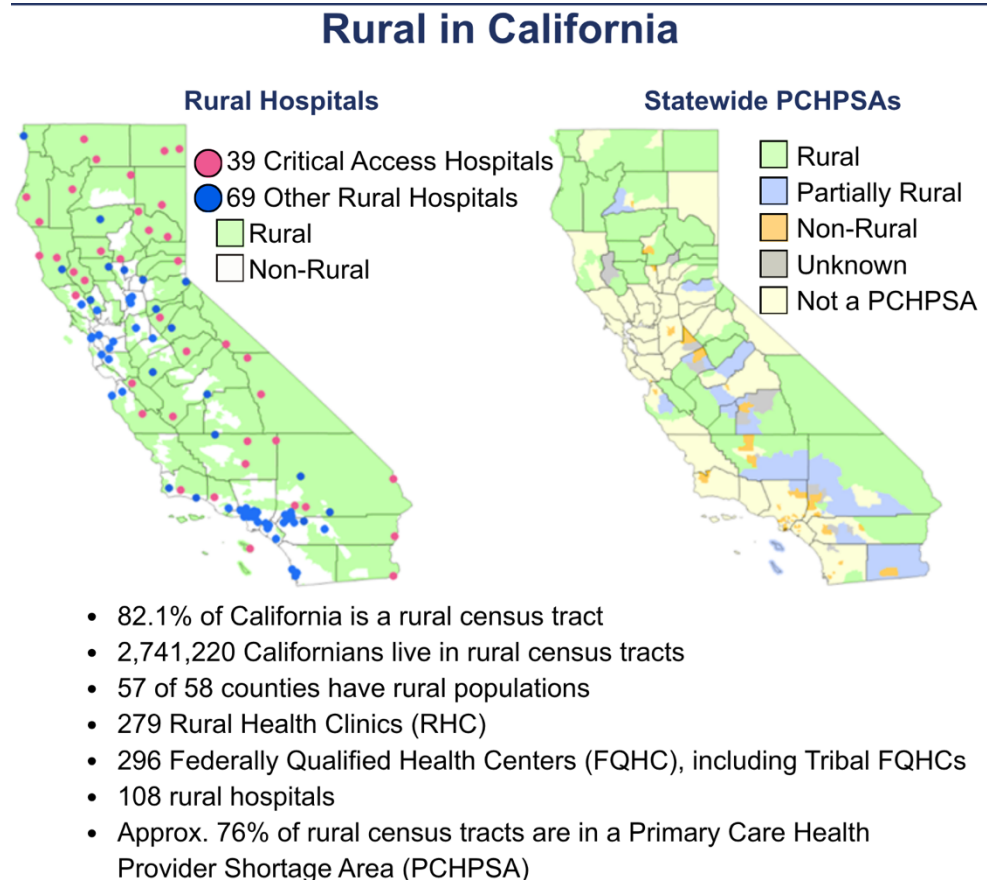 Rural in California
Rural Hospitals
39 Critical Access Hospitals
69 Other Rural Hospitals
Rural
Non-Rural
Statewide PCHPSAs
Rural
Partially Rural
Non-Rural
Unknown
Not a PCHPSA
• 82.1% of California is a rural census tract
• 2,741,220 Californians live in rural census tracts
• 57 of 58 counties have rural populations
• 279 Rural Health Clinics (RHC)
• 296 Federally Qualified Health Centers (FQHC), including Tribal FQHCs
• 108 rural hospitals
• Approx. 76% of rural census tracts are in a Primary Care Health
Provider Shortage Area (PCHPSA)